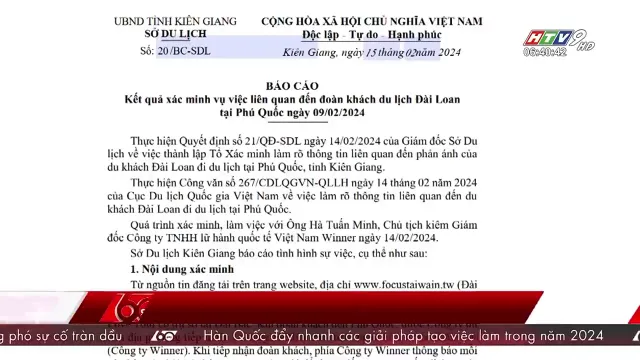 UBND TỈNH KIÊN GIANG
SỞ DU LỊCH
Số: 20/BC-SDL
CỘNG HÒA XÃ HỘI CHỦ NGHĨA VIỆT NAM
Độc lập - Tự do - Hạnh phúc
Kiên Giang, ngày 15 tháng 02 năm 2024
HTV9 HD
06:40:42
BÁO CÁO
Kết quả xác minh vụ việc liên quan đến đoàn khách du lịch Đài Loan
tại Phú Quốc ngày 09/02/2024
Thực hiện Quyết định số 21/QĐ-SDL ngày 14/02/2024 của Giám đốc Sở Du
lịch về việc thành lập Tổ Xác minh làm rõ thông tin liên quan đến phản ánh của
du khách Đài Loan đi du lịch tại Phú Quốc, tỉnh Kiên Giang.
Thực hiện Công văn số 267/CDLQGVN-QLLH ngày 14 tháng 02 năm 2024
của Cục Du lịch Quốc gia Việt Nam về việc làm rõ thông tin liên quan đến du
khách Đài Loan đi du lịch tại Phú Quốc.
Quá trình xác minh, làm việc với Ông Hà Tuấn Minh, Chủ tịch kiêm Giám
đốc Công ty TNHH lữ hành quốc tế Việt Nam Winner ngày 14/02/2024.
Sở Du lịch Kiên Giang báo cáo tình hình sự việc, cụ thể như sau:
1. Nội dung xác minh
Từ nguồn tin đăng tải trên trang website, địa chỉ www.focustaiwain.tw (Đài
g phó sự cố tràn dầu
Hàn Quốc đẩy nhanh các giải pháp tạo việc làm trong năm 2024
(Công ty Winner). Khi tiếp nhận đoàn khách, phía Công ty Winner thông báo mỗi